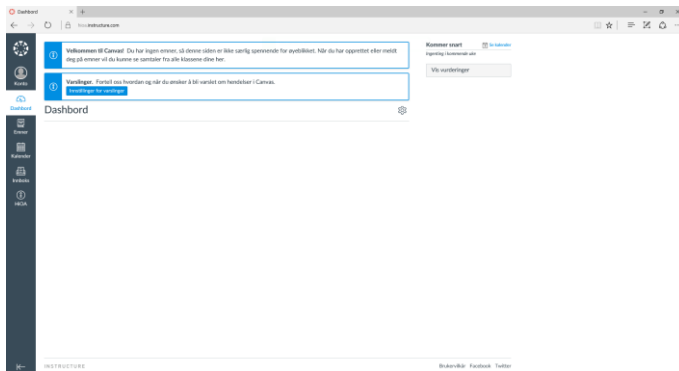 Dashbord
instructure.com
Velkommen til Canvas! Du har ingen emner, så denne siden er ikke særlig spennende for øyeblikket. Når du har opprettet eller meldt
deg på emner vil du kunne se samtaler fra alle klassene dine her.
Kommer snart
Se kalender
Ingenting i kommende uke
Vis vurderinger
Varslinger. Fortell oss hvordan og når du ønsker å bli varslet om hendelser i Canvas.
Innstillinger for varslinger
Dashbord
Konto
Dashbord
Emner
Kalender
Innboks
HiOA
INSTRUCTURE
Brukervilkår Facebook Twitter